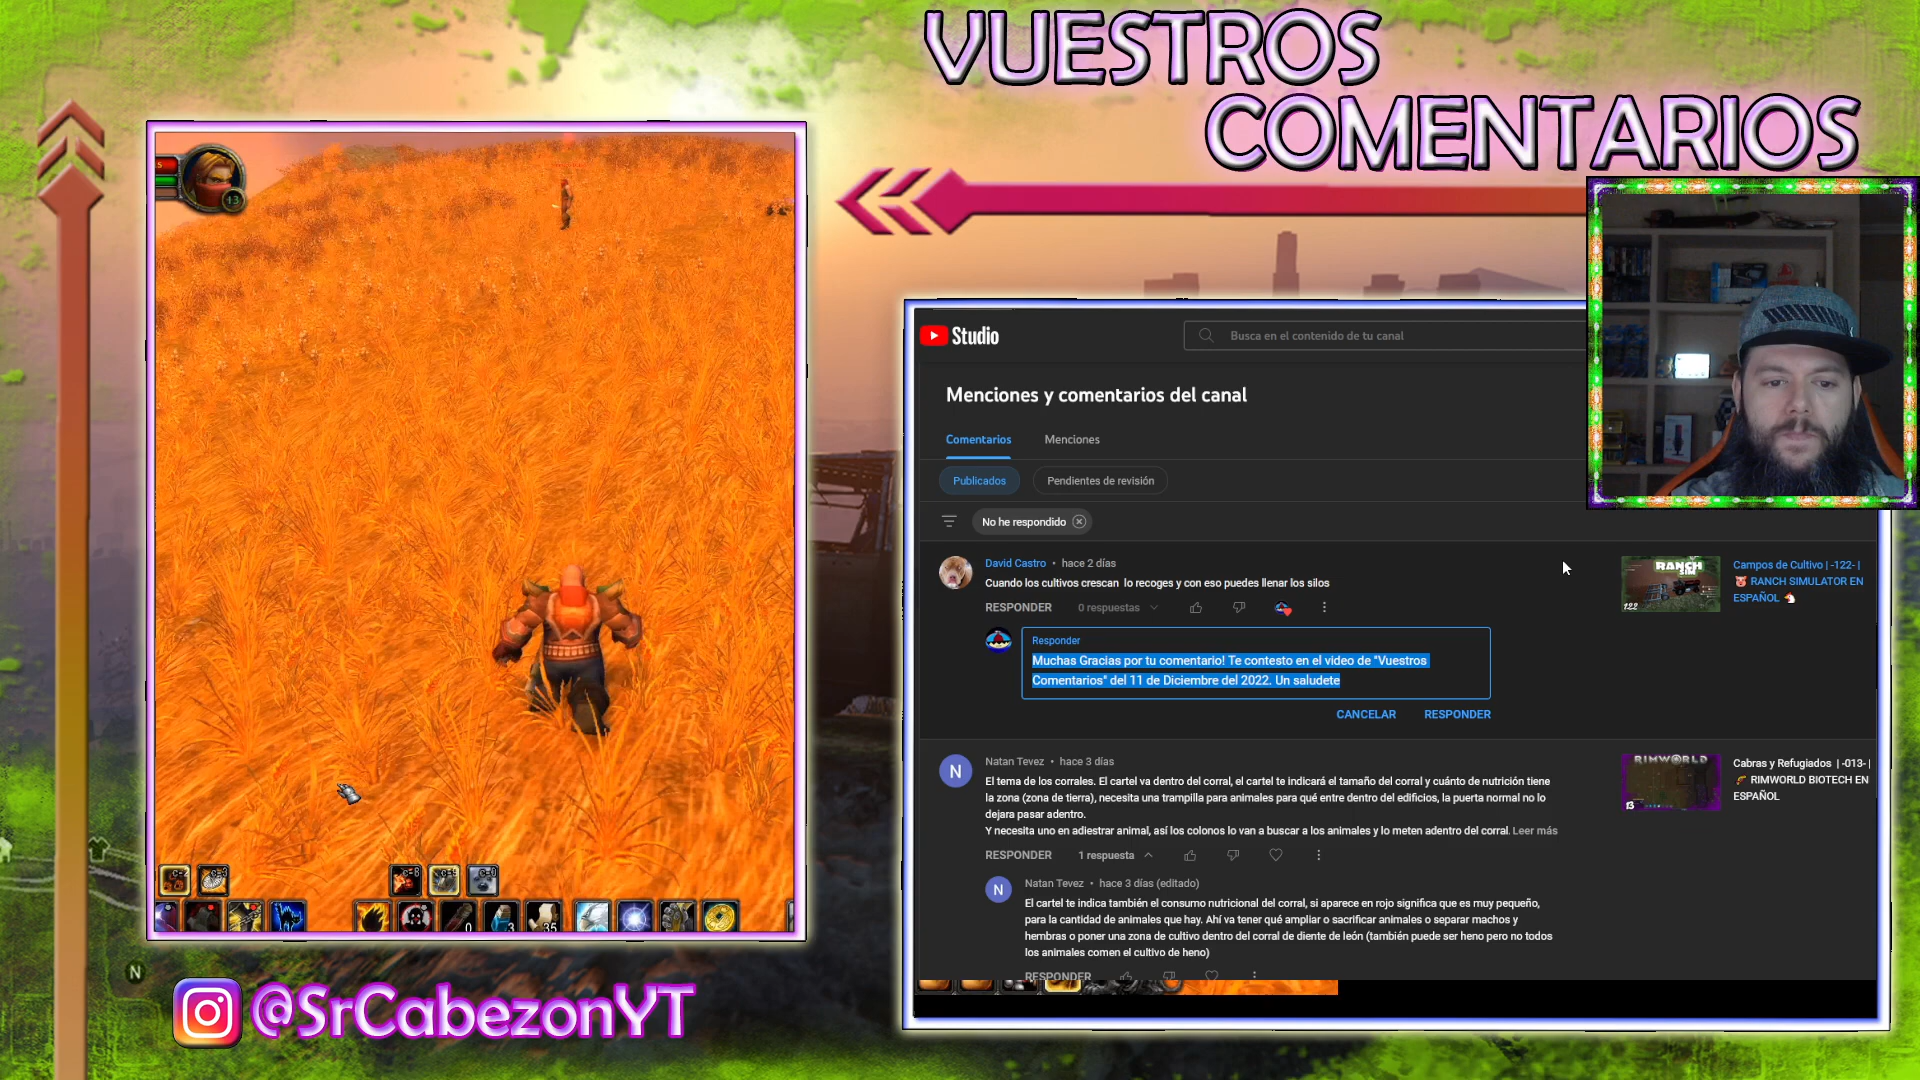 VUESTROS
COMENTARIOS
5
13
Studio
Busca en el contenido de tu canal
Menciones y comentarios del canal
Comentarios
Menciones
Publicados
Pendientes de revisión
No he respondido
David Castro • hace 2 días
Cuando los cultivos crescan lo recoges y con eso puedes llenar los silos
RESPONDER
0 respuestas
Responder
Muchas Gracias por tu comentario! Te contesto en el video de "Vuestros
Comentarios" del 11 de Diciembre del 2022. Un saludete
CANCELAR
RESPONDER
RANCH
SIM
122
Campos de Cultivo | -122- |
RANCH SIMULATOR EN
ESPAÑOL
N
Natan Tevez • hace 3 días
El tema de los corrales. El cartel va dentro del corral, el cartel te indicará el tamaño del corral y cuánto de nutrición tiene
la zona (zona de tierra), necesita una trampilla para animales para qué entre dentro del edificios, la puerta normal no lo
dejara pasar adentro.
Y necesita uno en adiestrar animal, así los colonos lo van a buscar a los animales y lo meten adentro del corral. Leer más
RESPONDER
1 respuesta
RIMWORLD
13
Cabras y Refugiados | -013- |
RIMWORLD BIOTECH EN
ESPAÑOL
N
Natan Tevez • hace 3 días (editado)
El cartel te indica también el consumo nutricional del corral, si aparece en rojo significa que es muy pequeño,
para la cantidad de animales que hay. Ahí va tener qué ampliar o sacrificar animales o separar machos y
hembras o poner una zona de cultivo dentro del corral de diente de león (también puede ser heno pero no todos
los animales comen el cultivo de heno)
RESPONDER
0
3
35
N
@SrCabezonYT